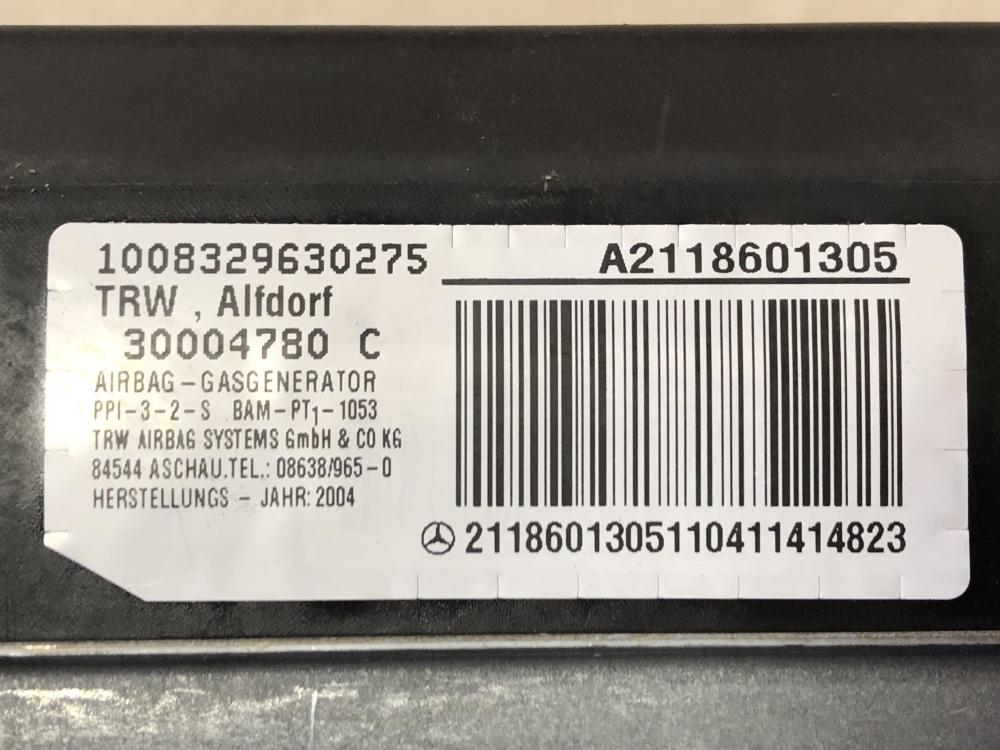 1008329630275
TRW , Alfdorf
30004780 C
AIRBAG – GASGENERATOR
PPI–3–2–S BAM–PT1–1053
TRW AIRBAG SYSTEMS GmbH & CO KG
84544 ASCHAU.TEL.: 08638/965–0
HERSTELLUNGS – JAHR: 2004
A2118601305
2118601305110411414823